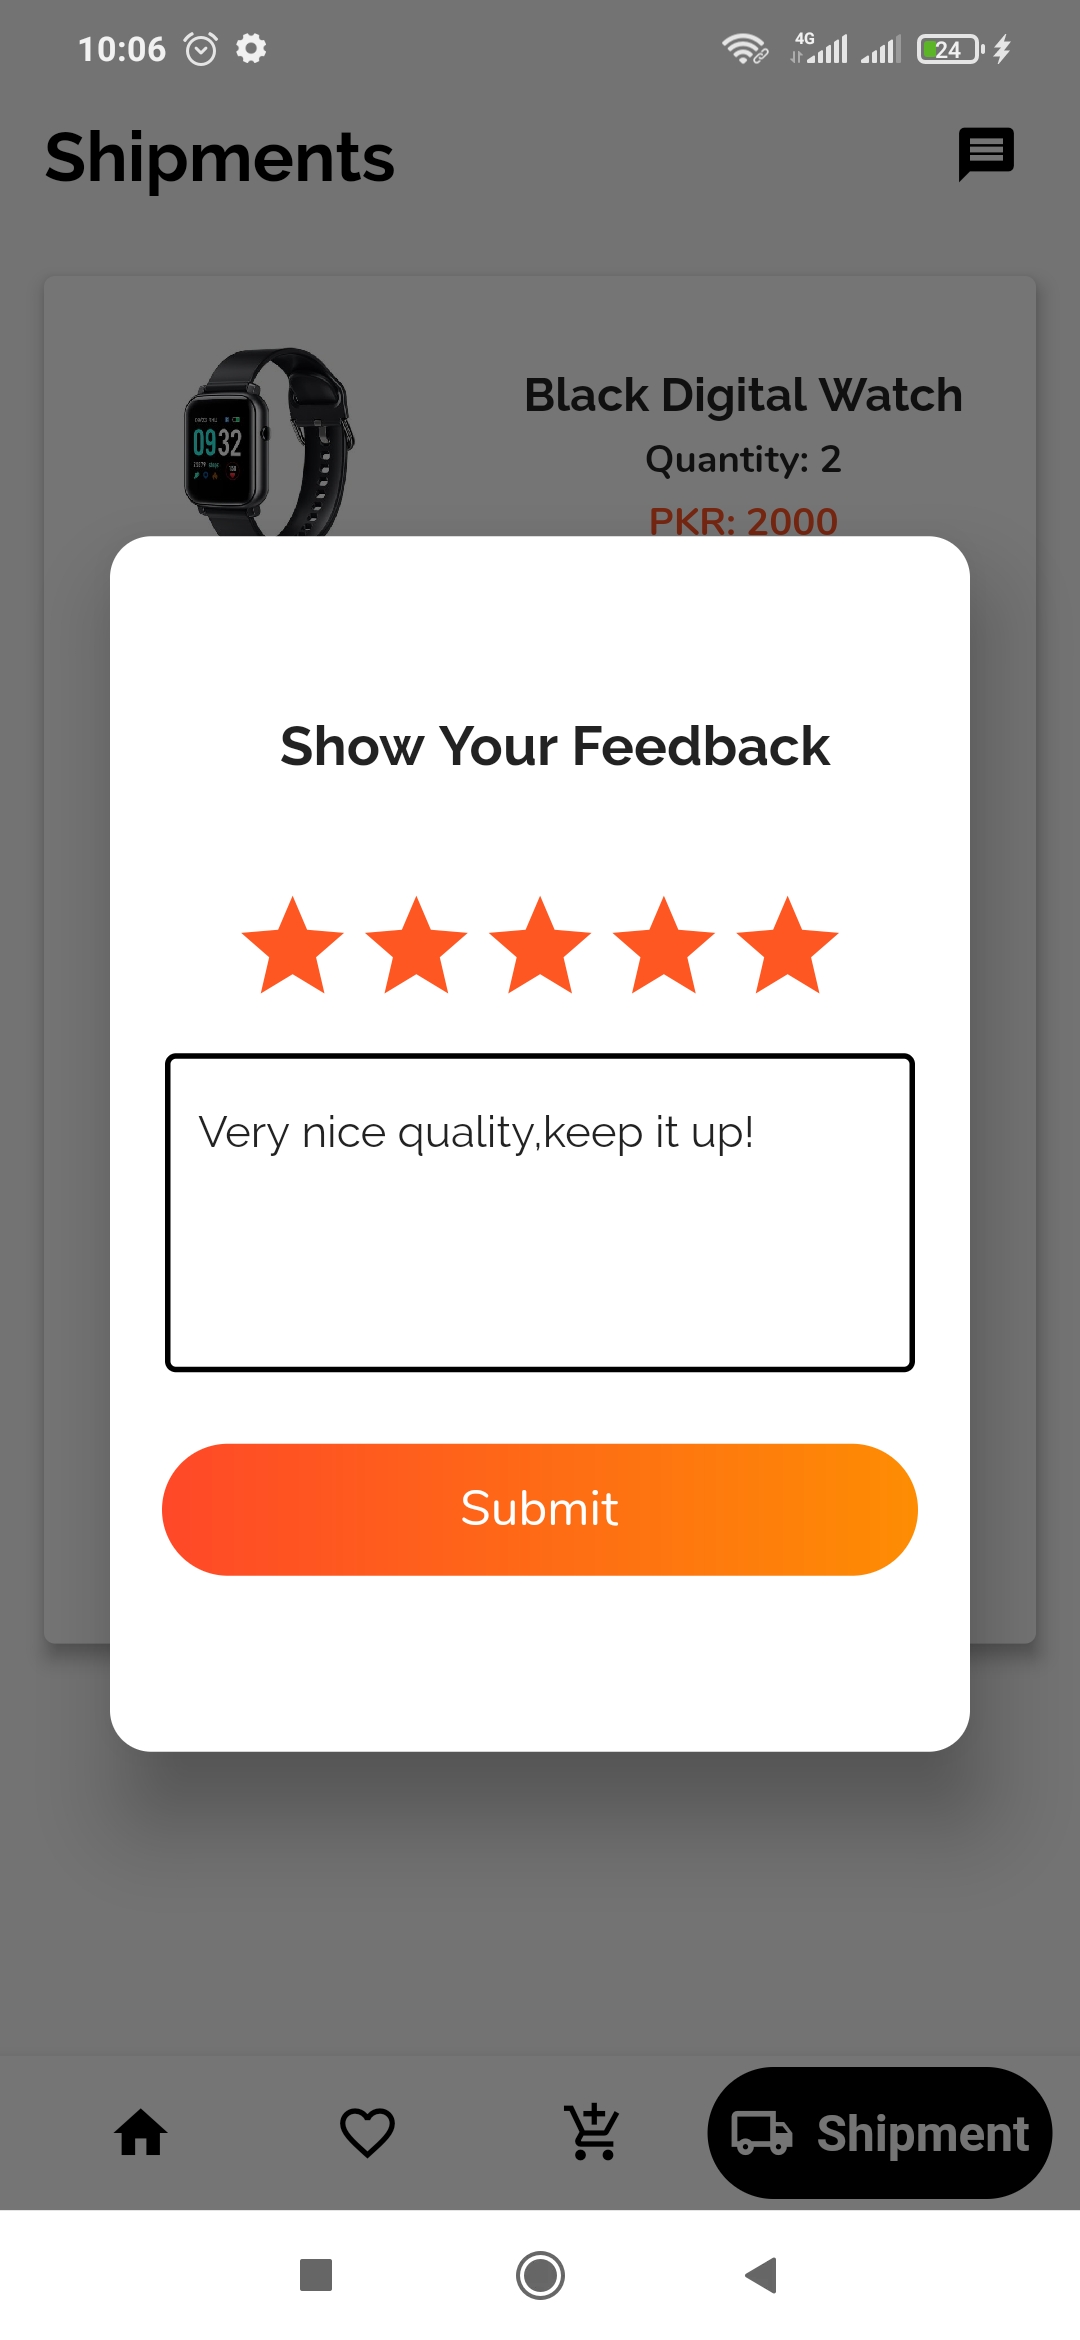 10:06
4G
24
Shipments
0932
Black Digital Watch
Quantity: 2
PKR: 2000
Show Your Feedback
Very nice quality,keep it up!
Submit
Shipment